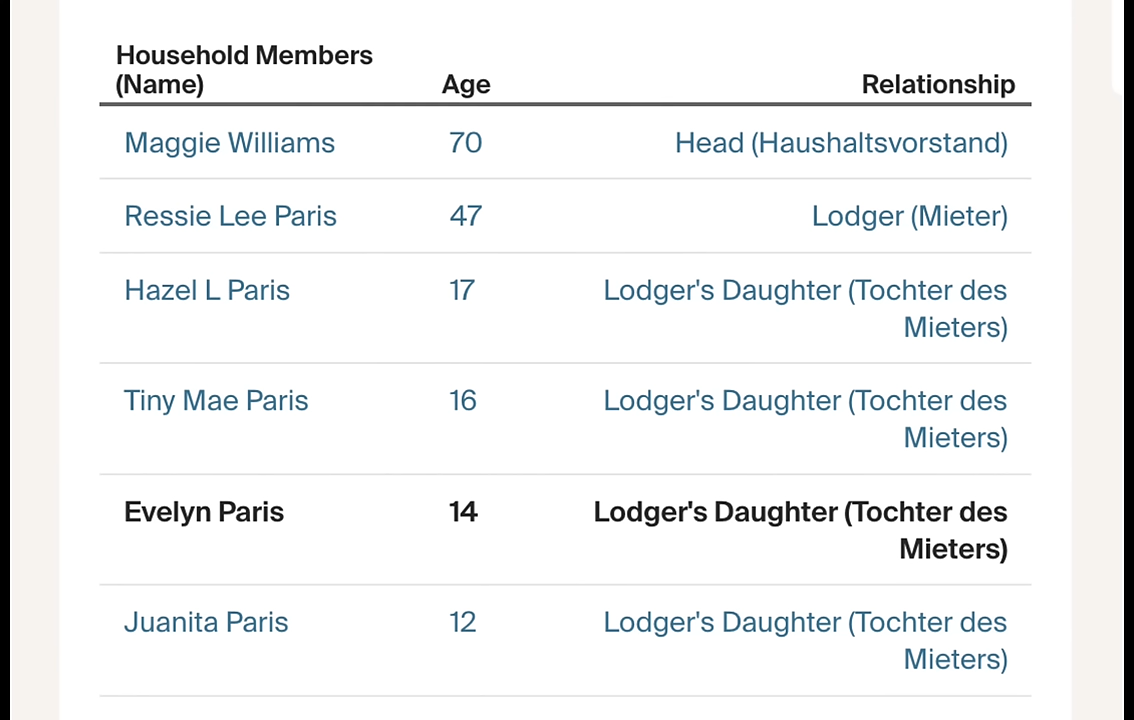 Household Members
(Name) Age Relationship
Maggie Williams 70 Head (Haushaltsvorstand)
Ressie Lee Paris 47 Lodger (Mieter)
Hazel L Paris 17 Lodger's Daughter (Tochter des
Mieters)
Tiny Mae Paris 16 Lodger's Daughter (Tochter des
Mieters)
Evelyn Paris 14 Lodger's Daughter (Tochter des
Mieters)
Juanita Paris 12 Lodger's Daughter (Tochter des
Mieters)